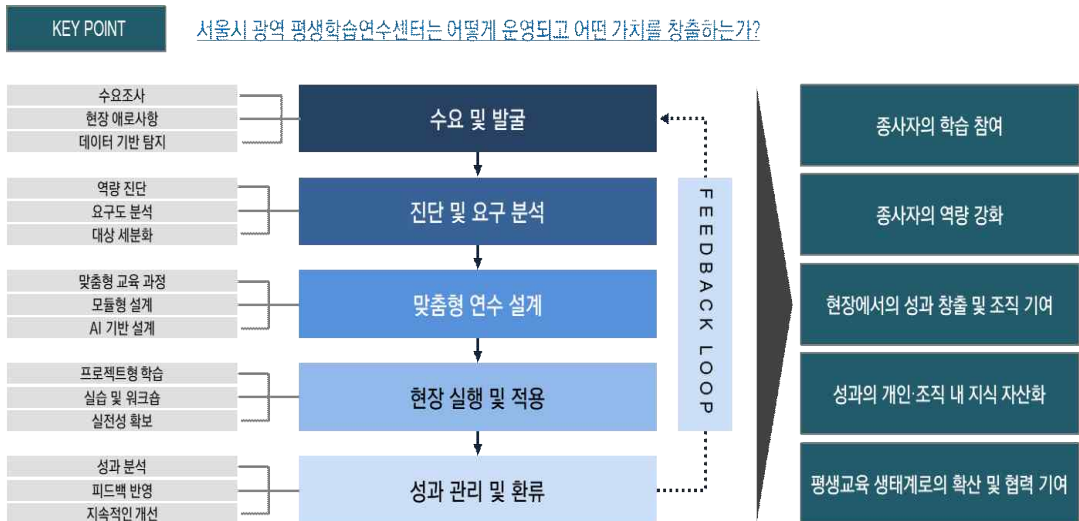 KEY POINT
서울시 광역 평생학습연수센터는 어떻게 운영되고 어떤 가치를 창출하는가?
수요조사
현장 애로사항
데이터 기반 탐지
수요 및 발굴
역량 진단
요구도 분석
대상 세분화
진단 및 요구 분석
맞춤형 교육 과정
모듈형 설계
AI 기반 설계
맞춤형 연수 설계
프로젝트형 학습
실습 및 워크숍
실전성 확보
현장 실행 및 적용
성과 분석
피드백 반영
지속적인 개선
성과 관리 및 환류
FEEDBACK LOOP
종사자의 학습 참여
종사자의 역량 강화
현장에서의 성과 창출 및 조직 기여
성과의 개인·조직 내 지식 자산화
평생교육 생태계로의 확산 및 협력 기여